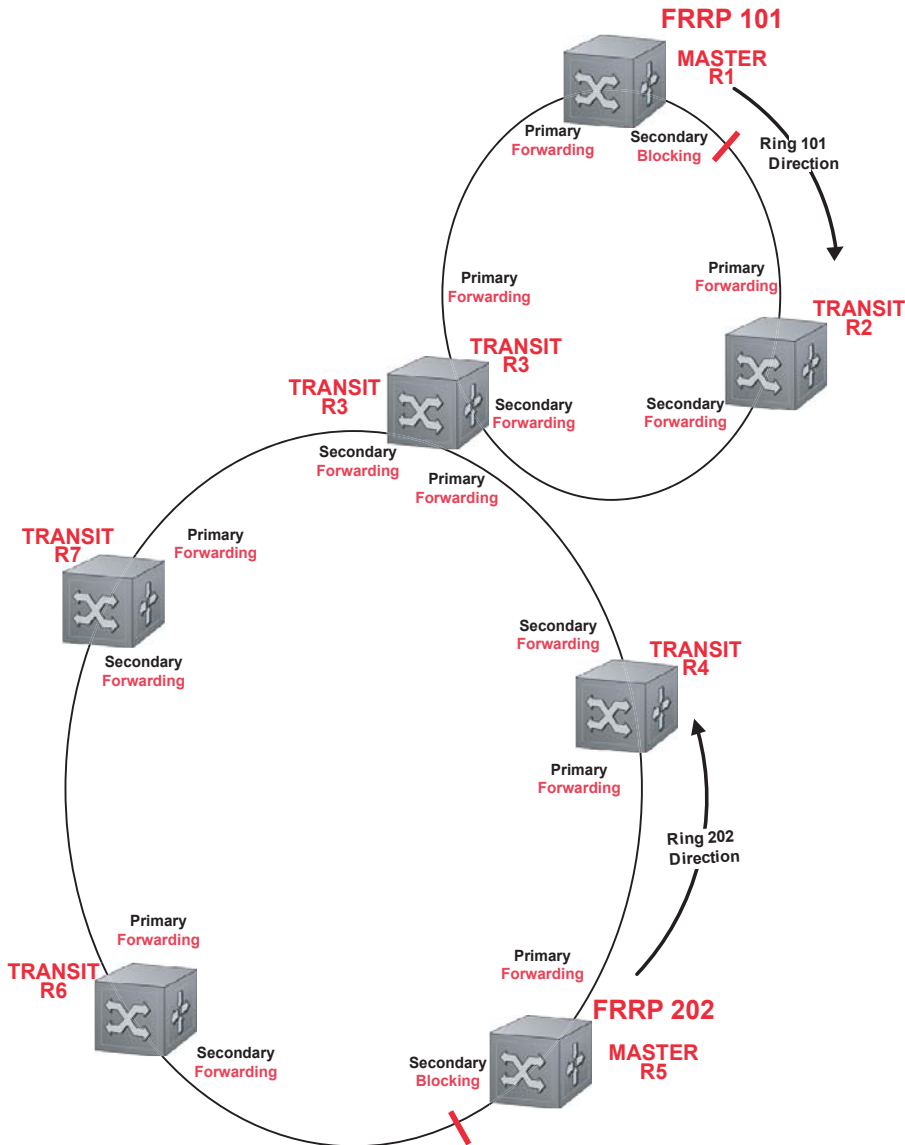 FRRP 101
MASTER
R1
Primary
Forwarding
Secondary
Blocking
Ring 101
Direction
Primary
Forwarding
Primary
Forwarding
TRANSIT
R2
TRANSIT
R3
TRANSIT
R3
Secondary
Forwarding
Secondary
Forwarding
Secondary
Forwarding
Primary
Forwarding
TRANSIT
R7
Primary
Forwarding
Secondary
Forwarding
Secondary
Forwarding
TRANSIT
R4
Primary
Forwarding
Ring 202
Direction
Primary
Forwarding
TRANSIT
R6
Secondary
Forwarding
Primary
Forwarding
FRRP 202
MASTER
R5
Secondary
Blocking